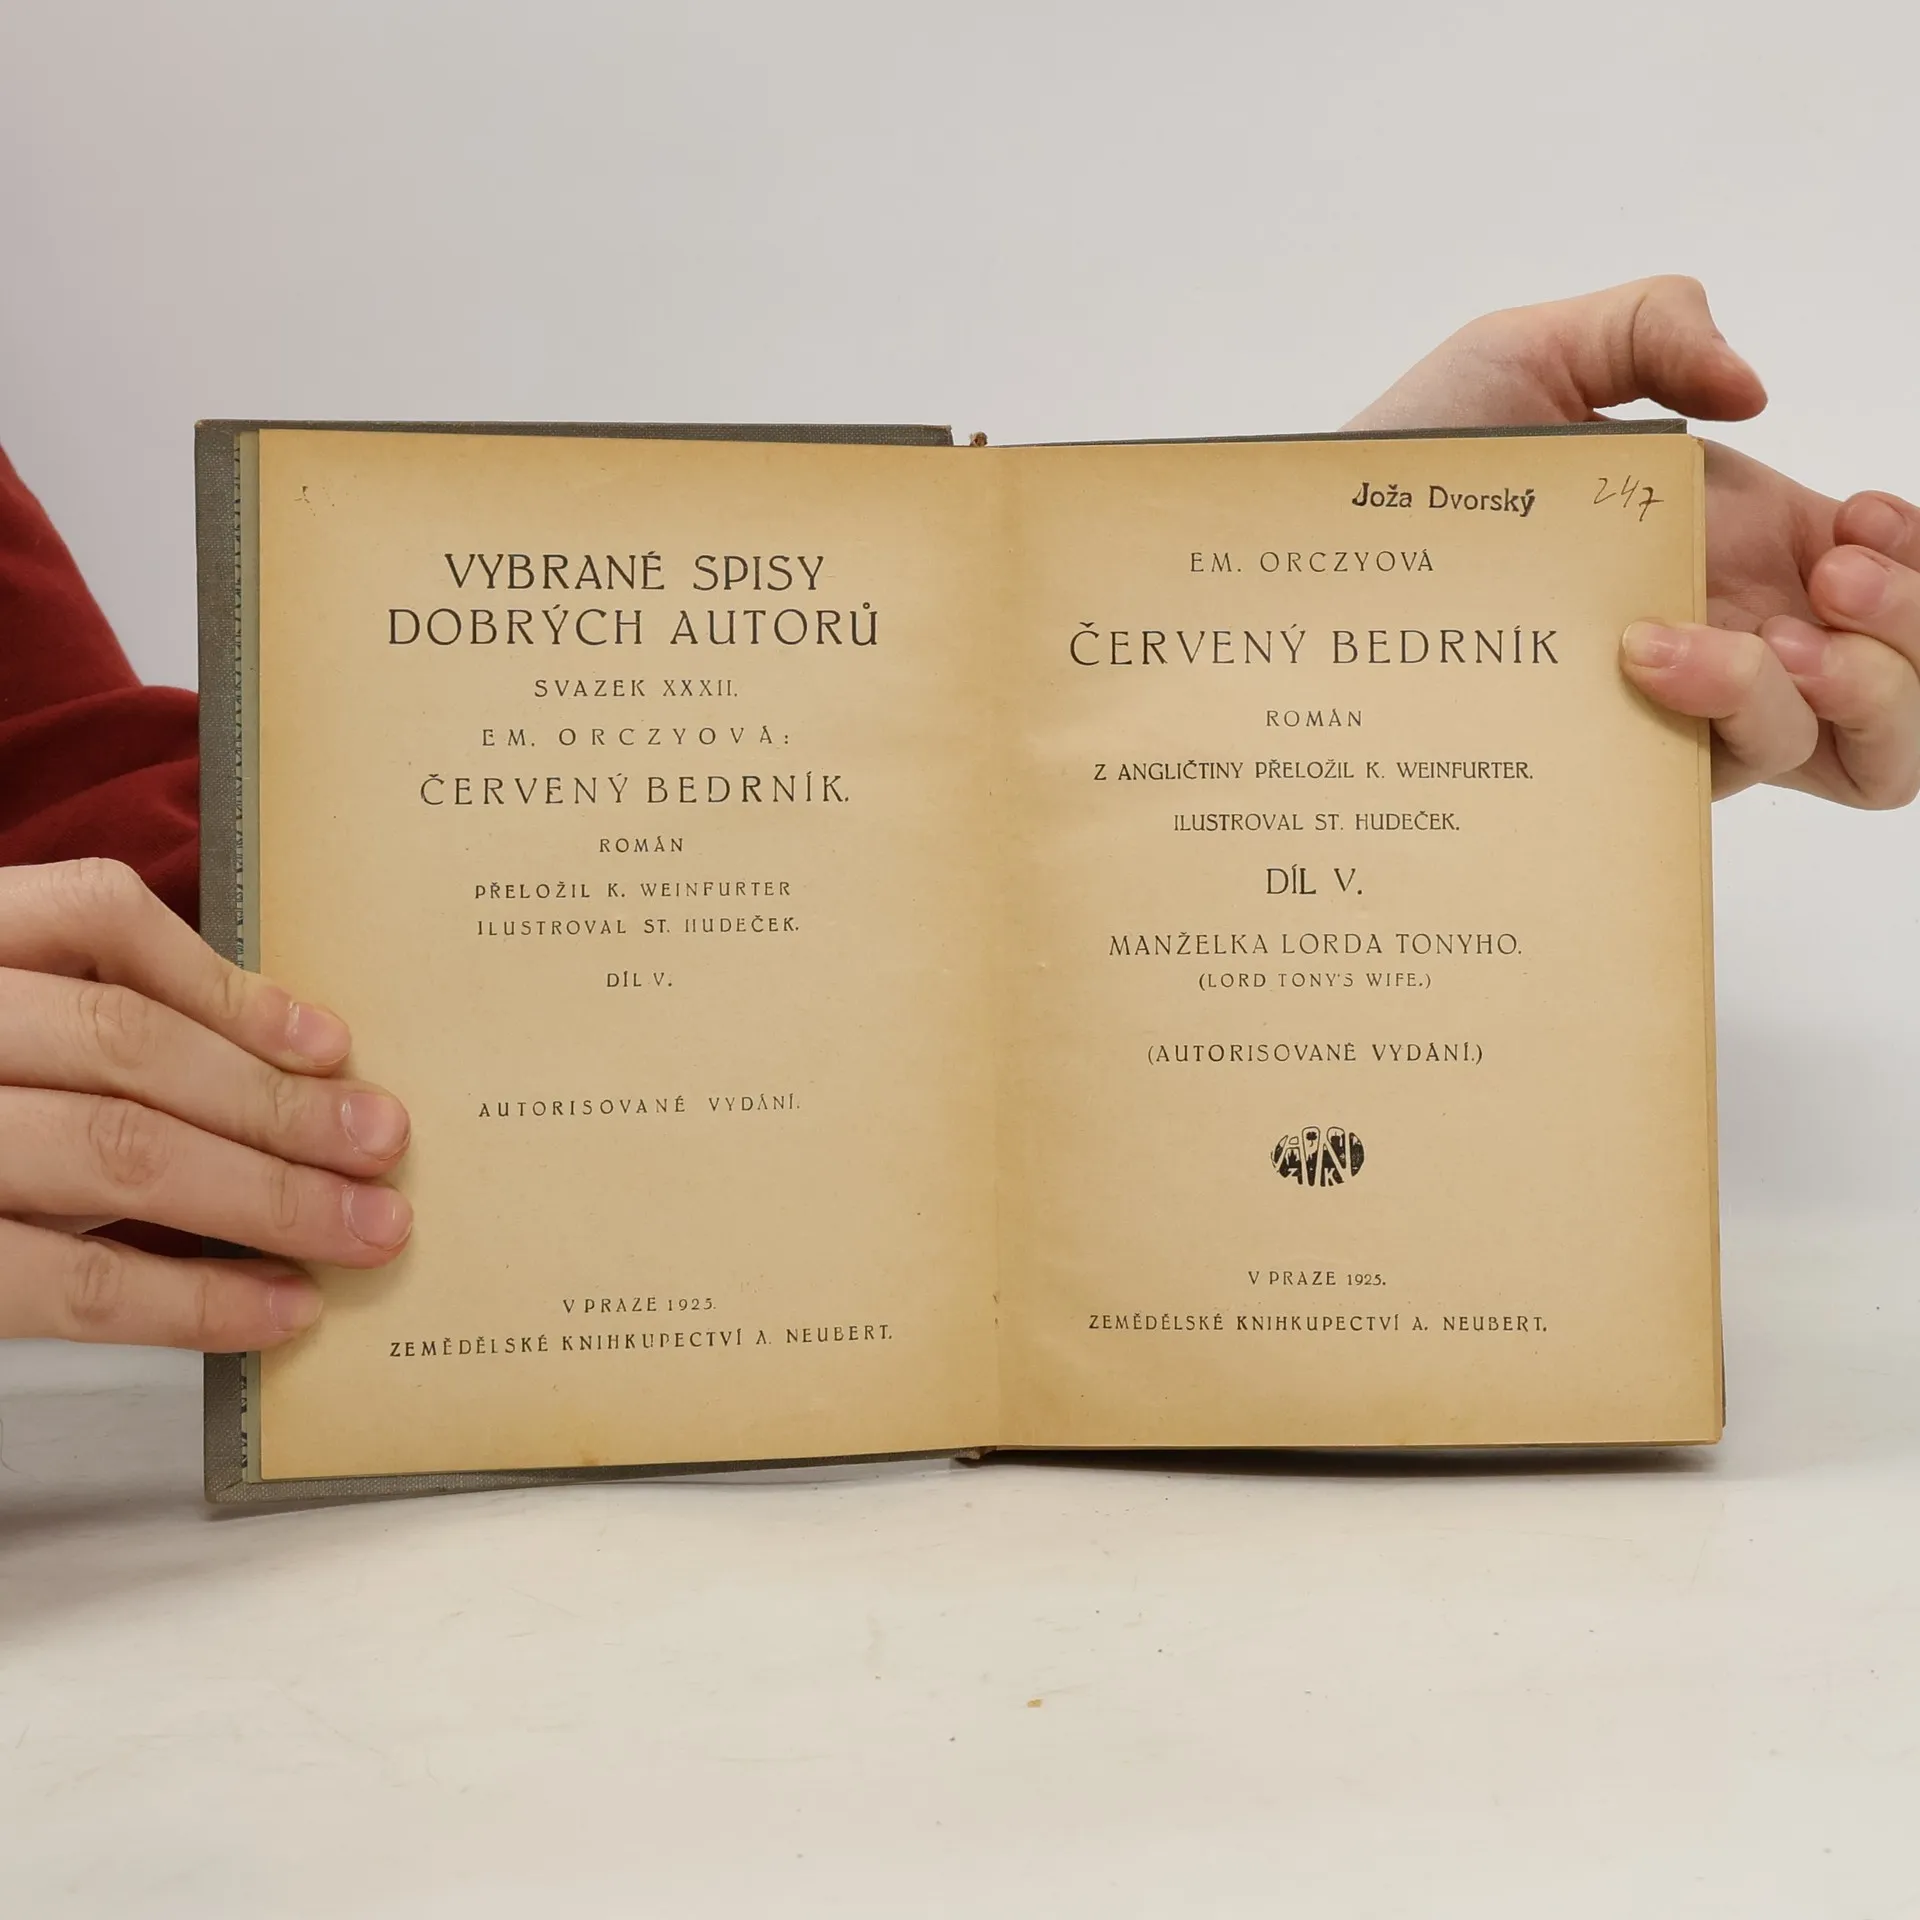 VYBRANÉ SPISY
DOBRÝCH AUTORŮ
SVAZEK XXXII.
EM. ORCZYOVÁ:
ČERVENÝ BEDRNÍK.
ROMÁN
PŘELOŽIL K. WEINFURTER
ILUSTROVAL ST. HUDEČEK.
DÍL V.
AUTORISOVANÉ VYDÁNÍ.
V PRAZE 1925.
ZEMĚDĚLSKÉ KNIHKUPECTVÍ A. NEUBERT.
Joža Dvorský 247
EM. ORCZYOVÁ
ČERVENÝ BEDRNÍK
ROMÁN
Z ANGLIČTINY PŘELOŽIL K. WEINFURTER.
ILUSTROVAL ST. HUDEČEK.
DÍL V.
MANŽELKA LORDA TONYHO.
(LORD TONY'S WIFE.)
(AUTORISOVANÉ VYDÁNÍ.)
V PRAZE 1925.
ZEMĚDĚLSKÉ KNIHKUPECTVÍ A. NEUBERT.